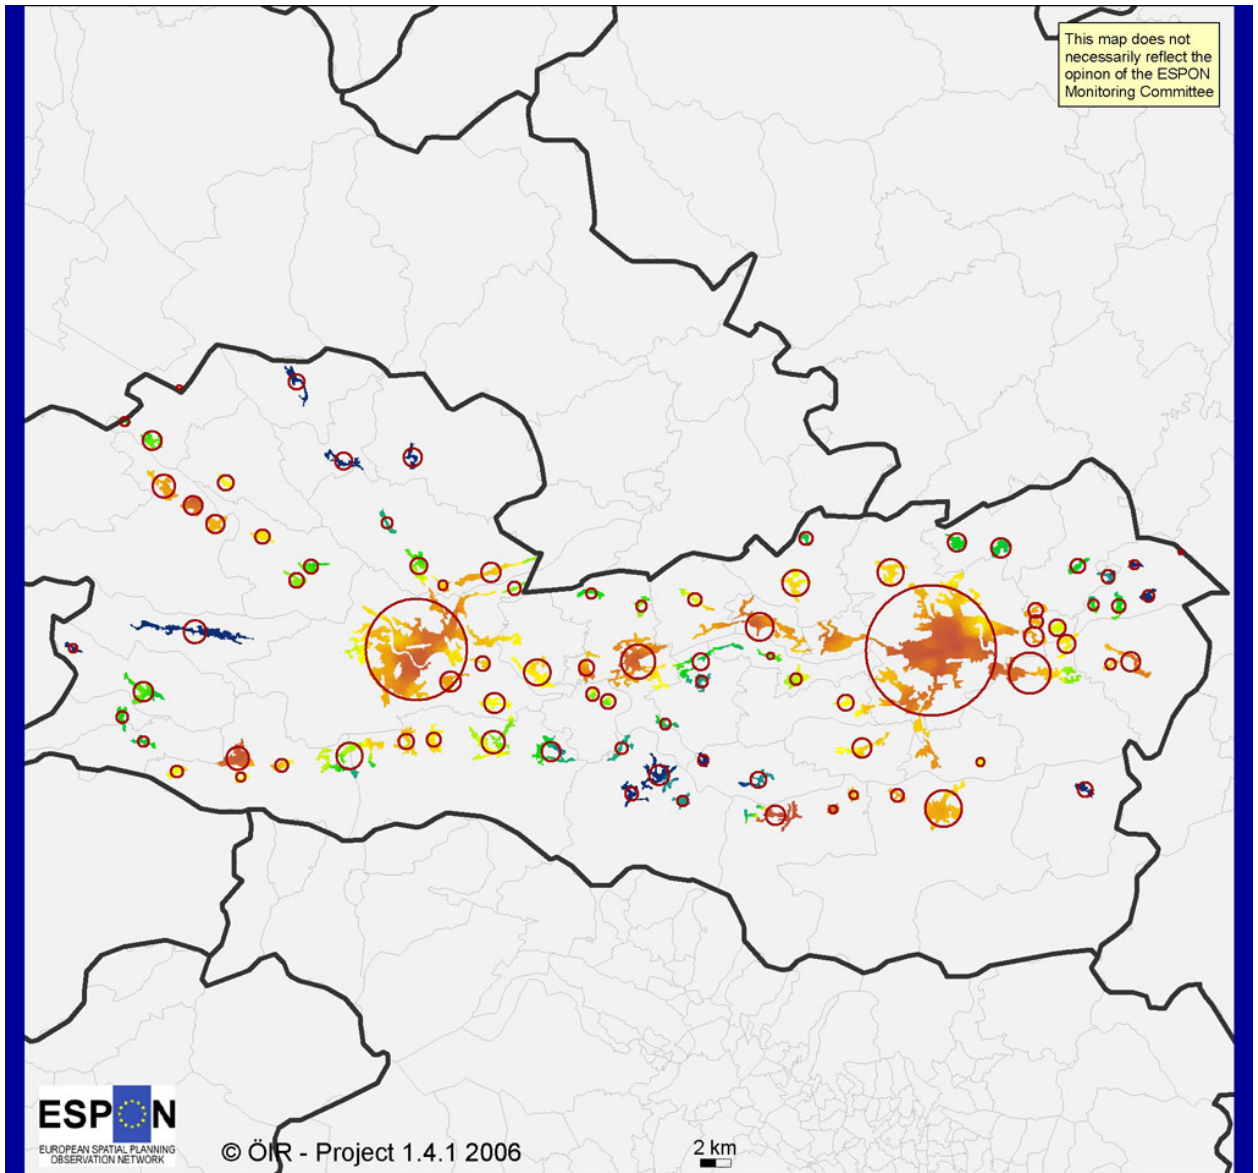 This map does not
necessarily reflect the
opinon of the ESPON
Monitoring Committee
ESPON
EUROPEAN SPATIAL PLANNING
OBSERVATION NETWORK
© ÖIR - Project 1.4.1 2006
2 km